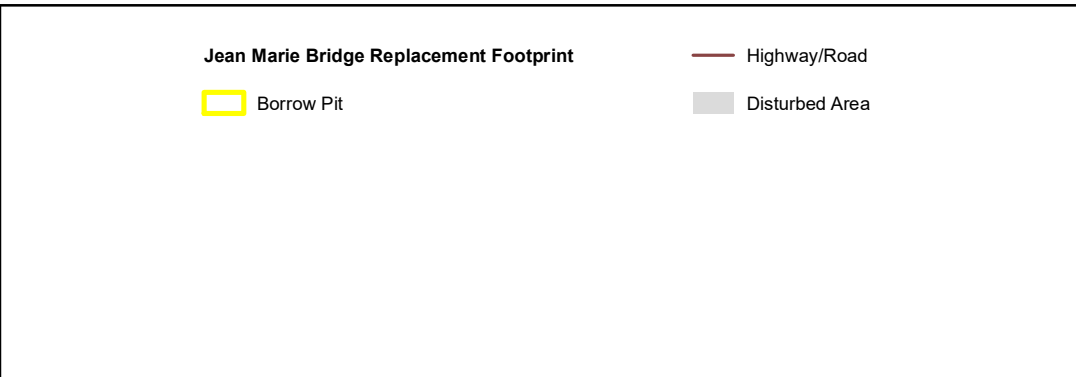 Jean Marie Bridge Replacement Footprint
Borrow Pit
Highway/Road
Disturbed Area